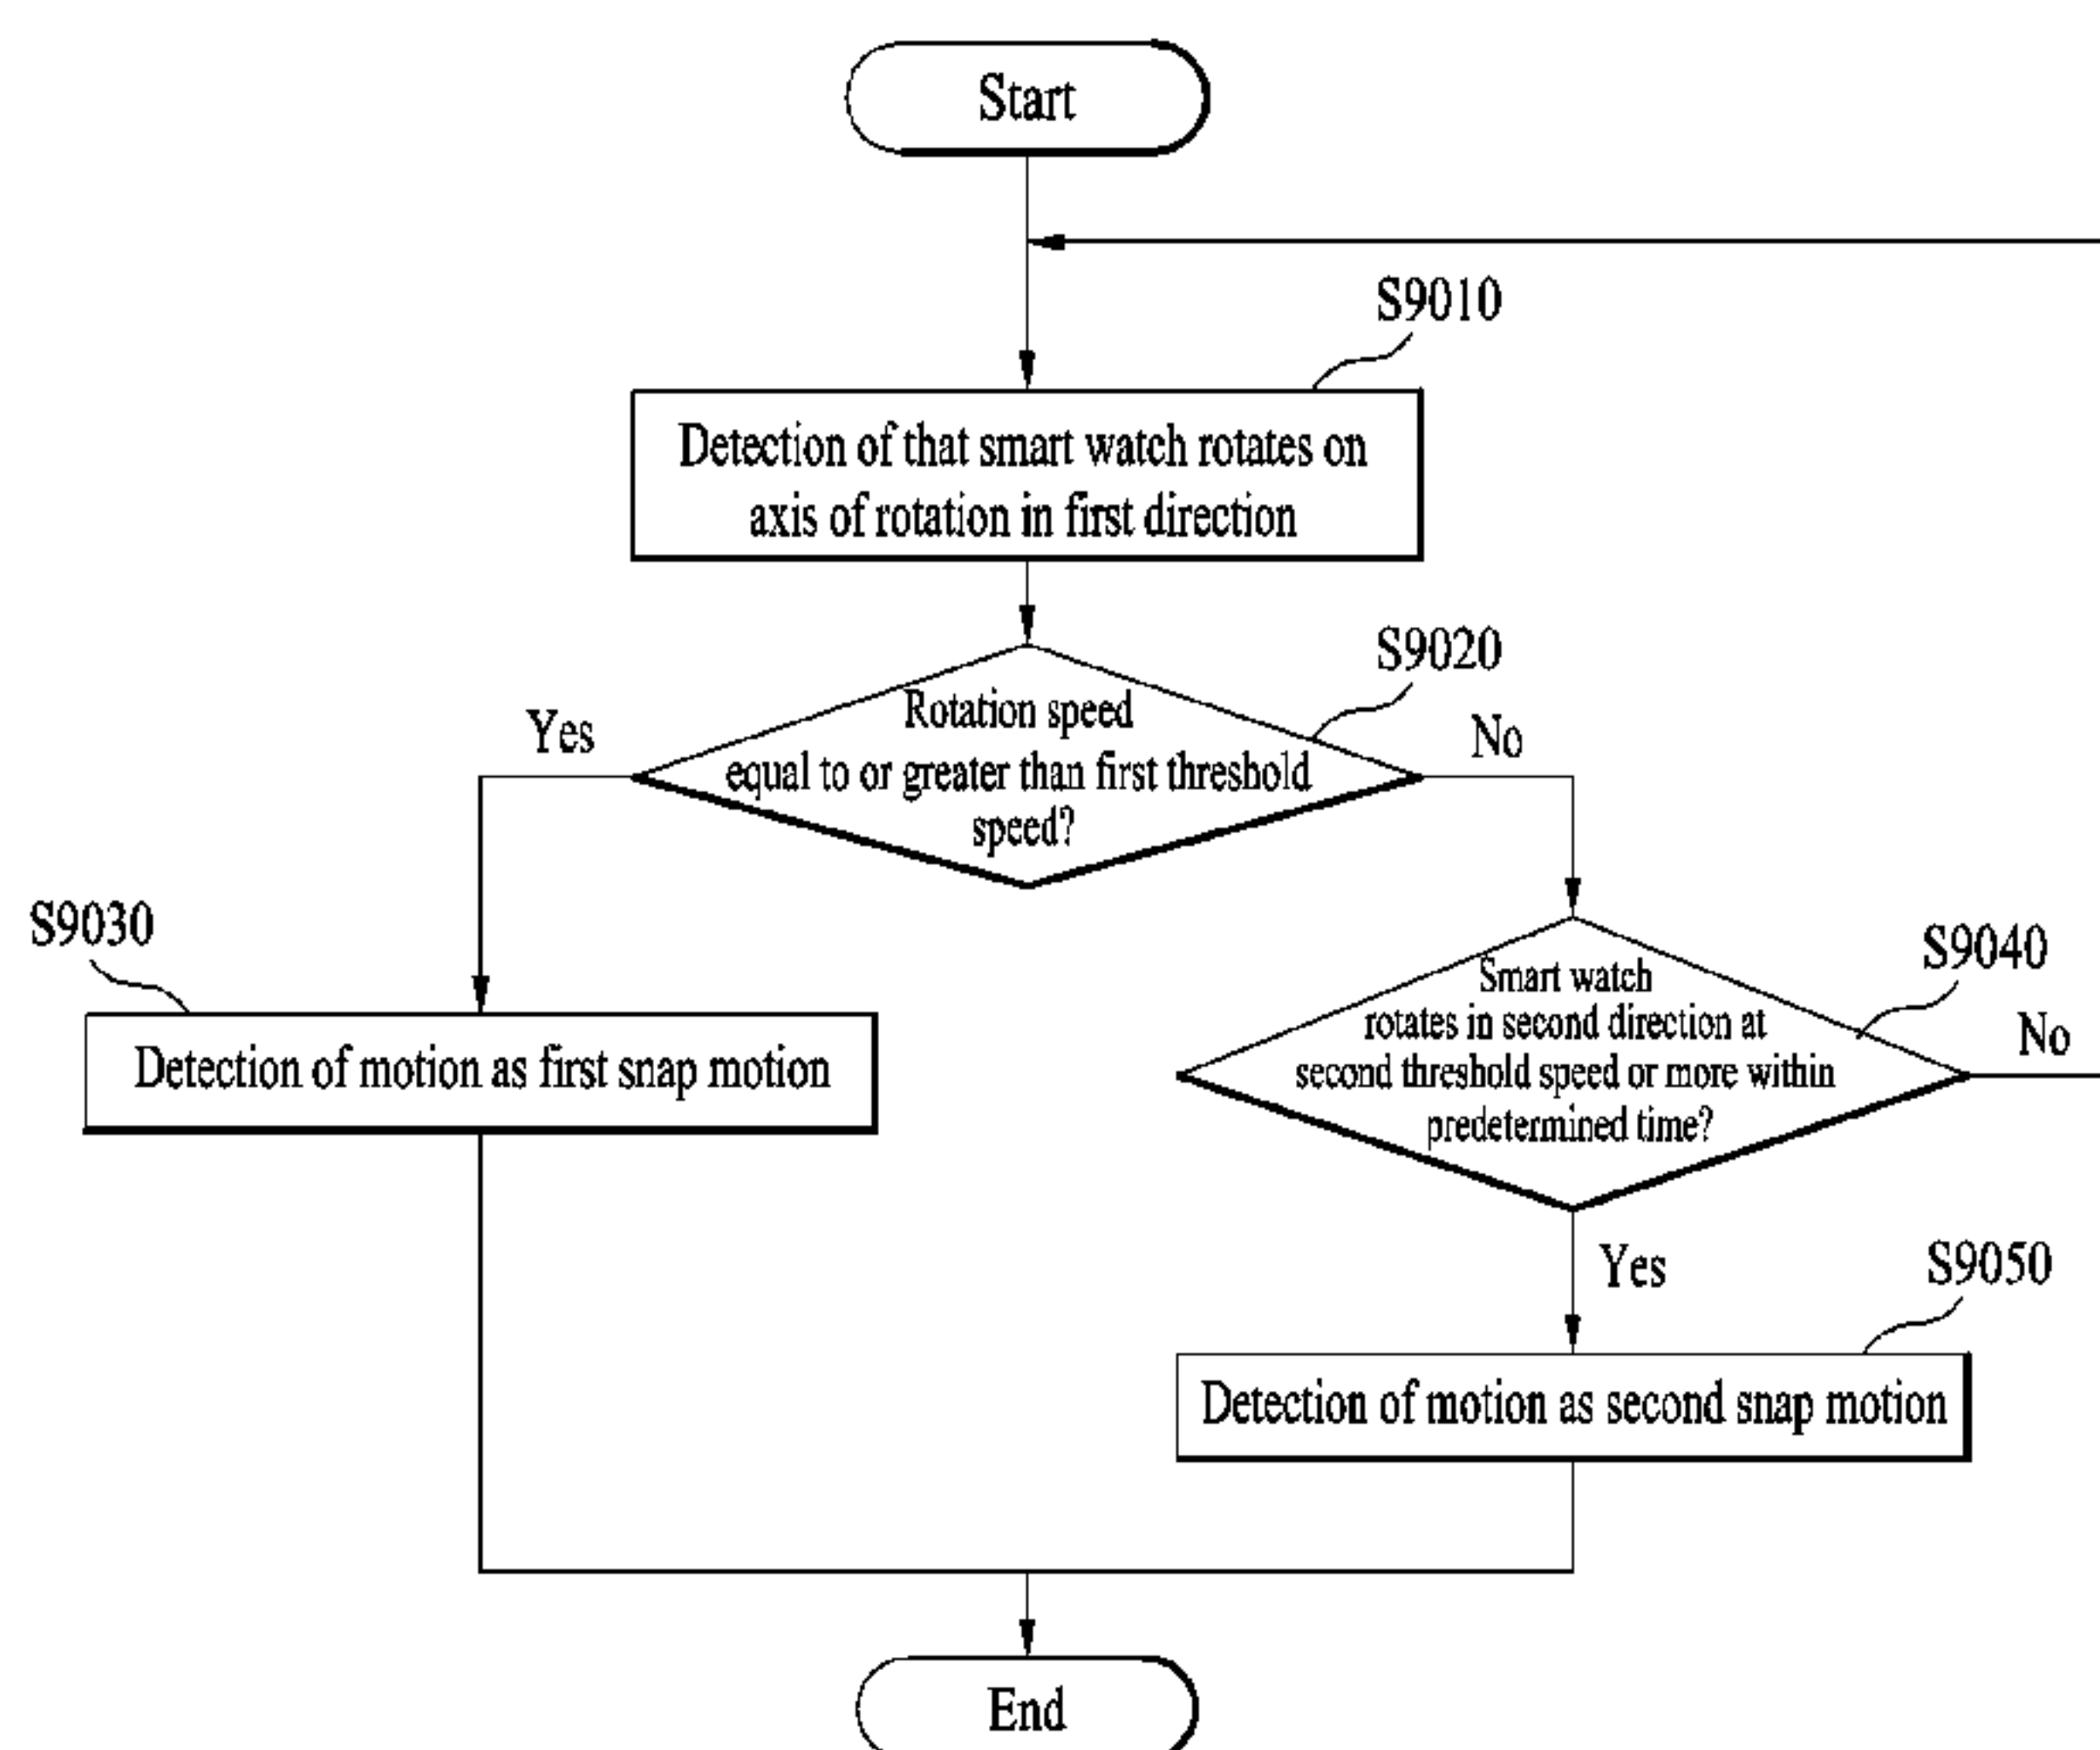 Start
S9010
Detection of that smart watch rotates on
axis of rotation in first direction
S9020
Rotation speed
equal to or greater than first threshold
speed?
Yes
No
S9030
Detection of motion as first snap motion
S9040
Smart watch
rotates in second direction at
second threshold speed or more within
predetermined time?
No
Yes
S9050
Detection of motion as second snap motion
End